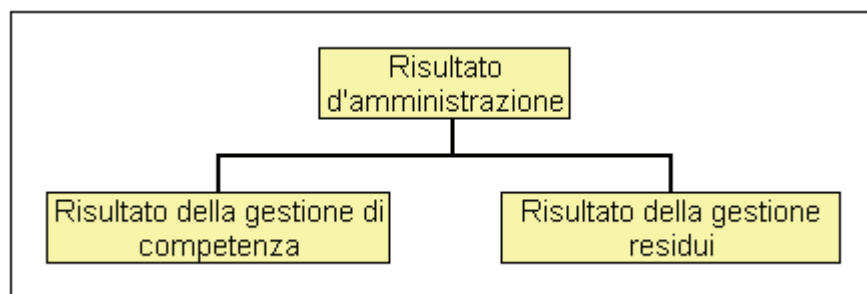 Risultato
d'amministrazione
Risultato della gestione di
competenza
Risultato della gestione
residui